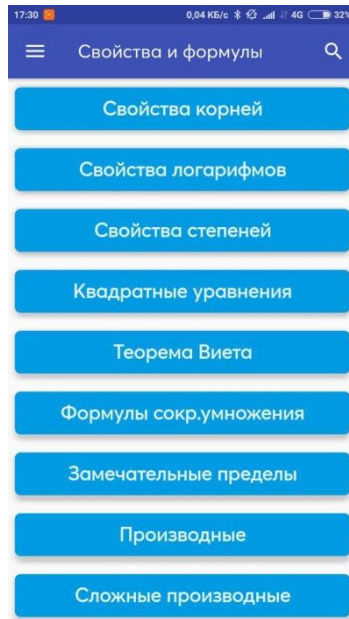 17:30 0,04 КБ/с 4G 32%
Свойства и формулы
Свойства корней
Свойства логарифмов
Свойства степеней
Квадратные уравнения
Теорема Виета
Формулы сокр.умножения
Замечательные пределы
Производные
Сложные производные